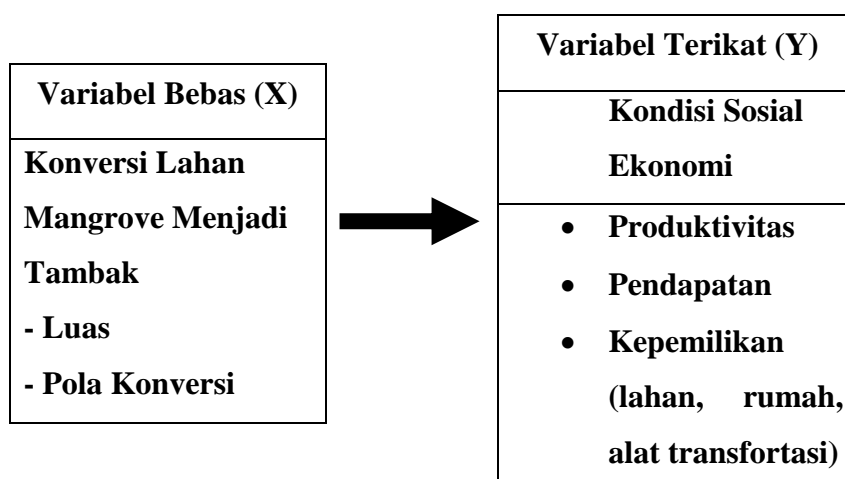 Variabel Bebas (X)
Konversi Lahan
Mangrove Menjadi
Tambak
- Luas
- Pola Konversi
Variabel Terikat (Y)
Kondisi Sosial
Ekonomi
• Produktivitas
• Pendapatan
• Kepemilikan
(lahan, rumah,
alat transfortasi)